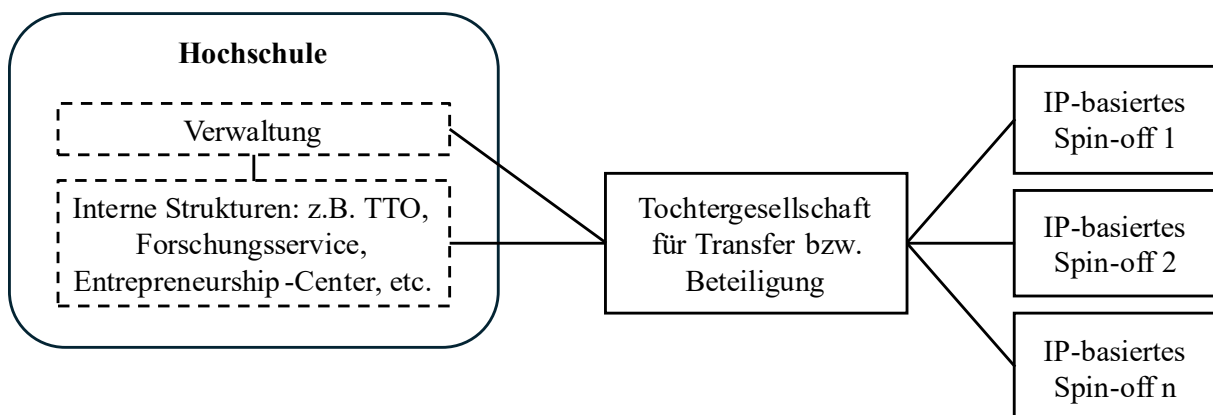 Hochschule
Verwaltung
Interne Strukturen: z.B. TTO,
Forschungsservice,
Entrepreneurship-Center, etc.
Tochtergesellschaft
für Transfer bzw.
Beteiligung
IP-basiertes
Spin-off 1
IP-basiertes
Spin-off 2
IP-basiertes
Spin-off n